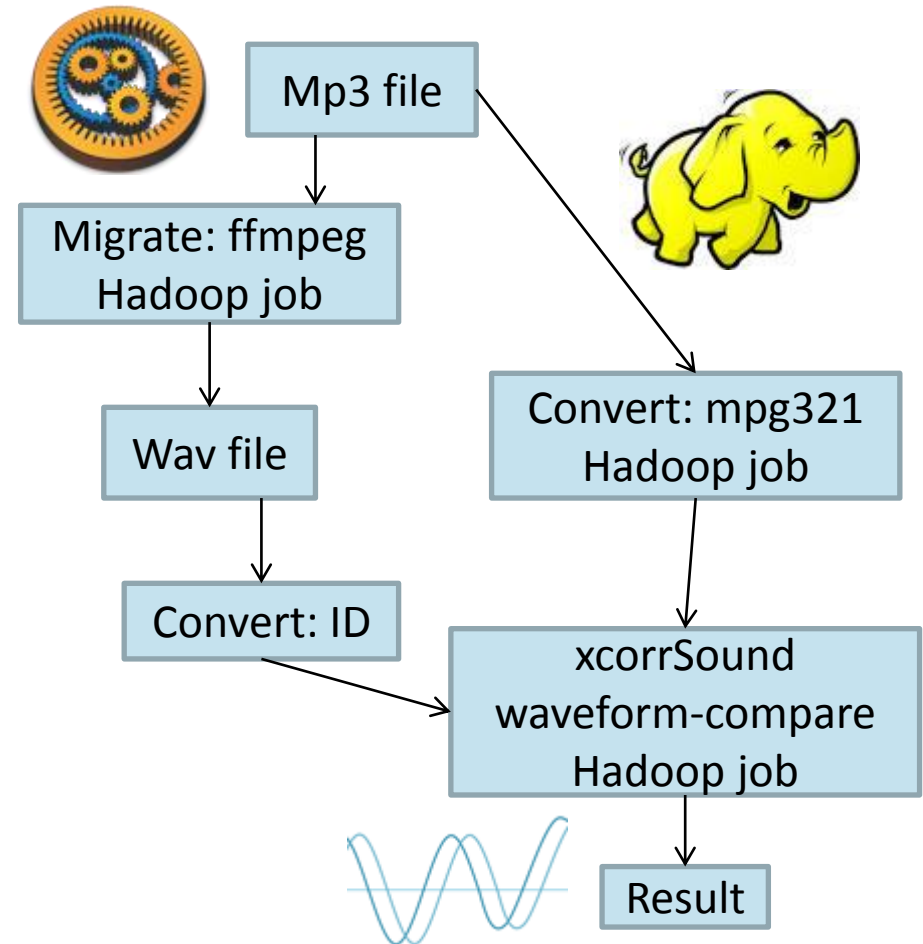 Mp3 file
Migrate: ffmpeg
Hadoop job
Wav file
Convert: mpg321
Hadoop job
Convert: ID
xcorrSound
waveform-compare
Hadoop job
Result